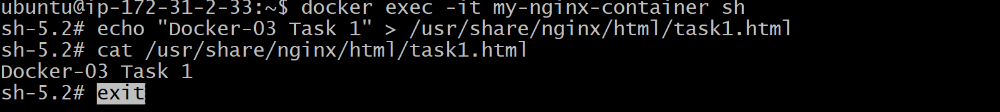 ubuntu@ip-172-31-2-33:~$ docker exec -it my-nginx-container sh
sh-5.2# echo "Docker-03 Task 1" > /usr/share/nginx/html/task1.html
sh-5.2# cat /usr/share/nginx/html/task1.html
Docker-03 Task 1
sh-5.2# exit